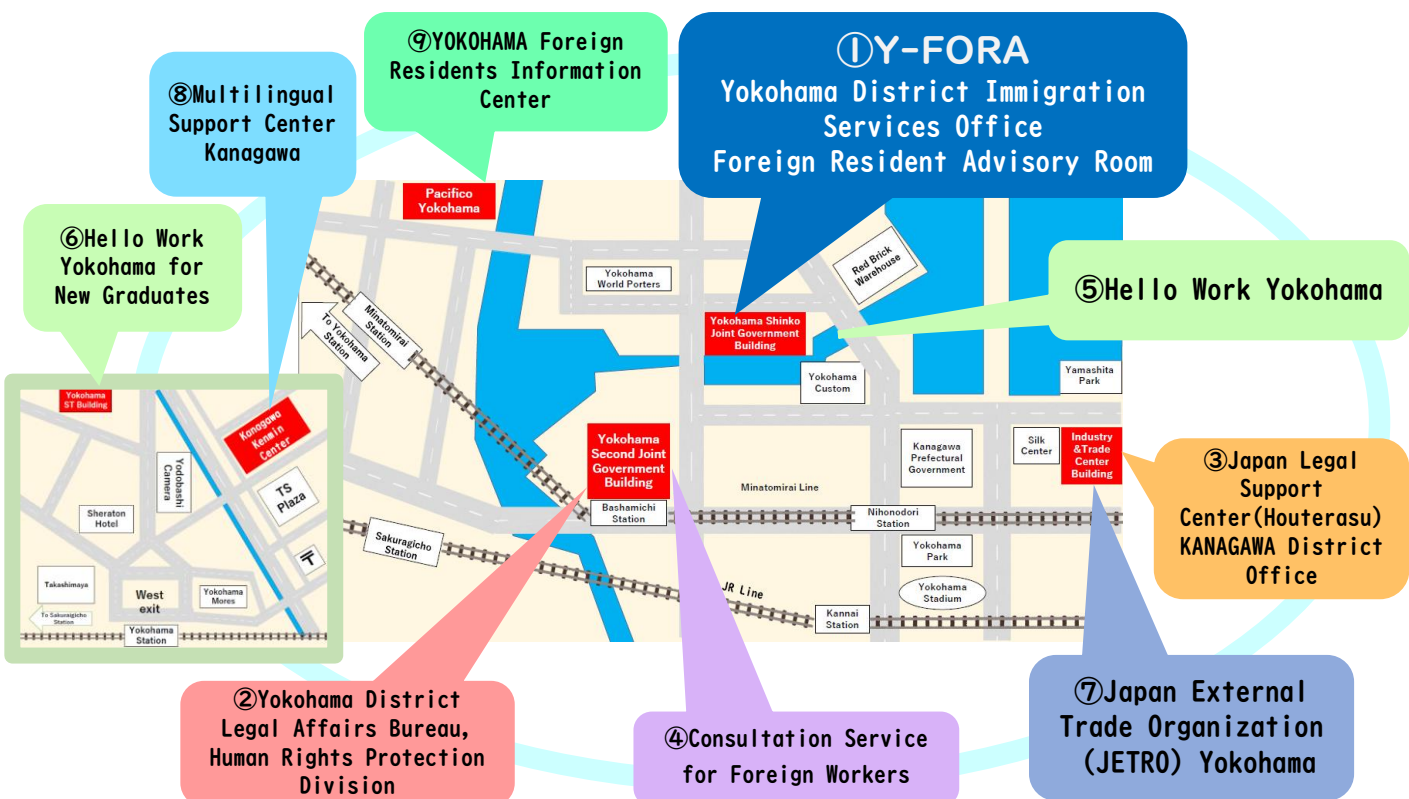 ⑨YOKOHAMA Foreign
Residents Information
Center
①Y-FORA
Yokohama District Immigration
Services Office
Foreign Resident Advisory Room
⑧Multilingual
Support Center
Kanagawa
⑥Hello Work
Yokohama for
New Graduates
⑤Hello Work Yokohama
Pacifico
Yokohama
Yokohama
World Porters
Red Brick
Warehouse
Minatomirai
Station
To Yokohama
Station
Yokohama Shinko
Joint Government
Building
Yokohama
Custom
Yamashita
Park
Yokohama
ST Building
Kanagawa
Kenmin
Center
Yodobashi
Camera
TS
Plaza
Sheraton
Hotel
〒
Takashimaya
West
exit
Yokohama
Mores
To Sakuraigicho
Station
Yokohama
Station
Yokohama
Second Joint
Government
Building
Kanagawa
Prefectural
Government
Silk
Center
Industry
&Trade
Center
Building
Minatomirai Line
Bashamichi
Station
Nihonodori
Station
Sakuragicho
Station
Yokohama
Park
JR Line
Yokohama
Stadium
Kannai
Station
③Japan Legal
Support
Center(Houterasu)
KANAGAWA District
Office
②Yokohama District
Legal Affairs Bureau,
Human Rights Protection
Division
④Consultation Service
for Foreign Workers
⑦Japan External
Trade Organization
(JETRO) Yokohama